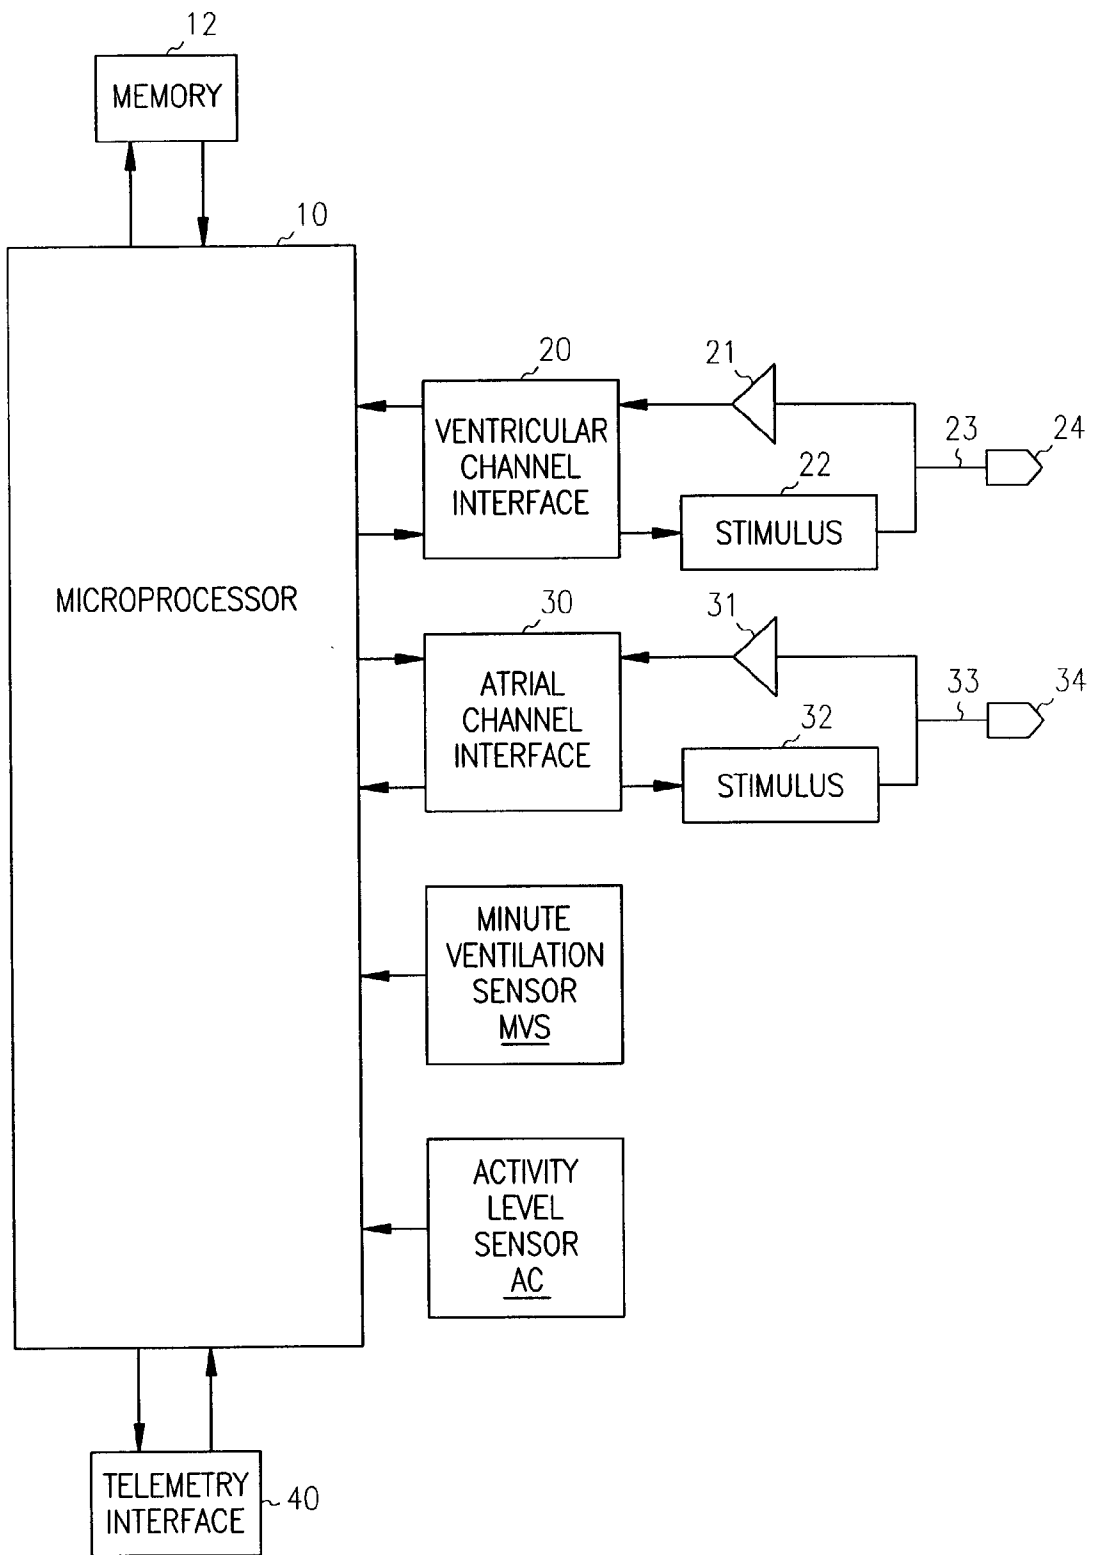 12
MEMORY
10
MICROPROCESSOR
20
VENTRICULAR
CHANNEL
INTERFACE
21
22
STIMULUS
23
24
30
ATRIAL
CHANNEL
INTERFACE
31
32
STIMULUS
33
34
MINUTE
VENTILATION
SENSOR
MVS
ACTIVITY
LEVEL
SENSOR
AC
TELEMETRY
INTERFACE
40